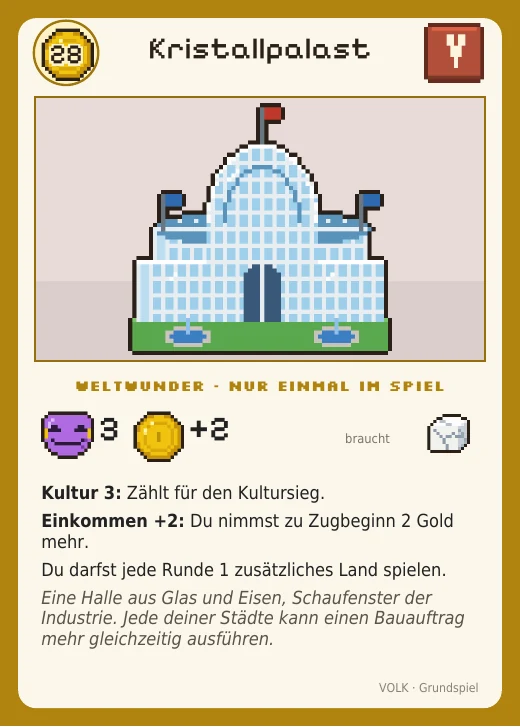 28
Kristallpalast
Y
WELTWUNDER - NUR EINMAL IM SPIEL
3
+2
braucht
Kultur 3: Zählt für den Kultursieg.
Einkommen +2: Du nimmst zu Zugbeginn 2 Gold
mehr.
Du darfst jede Runde 1 zusätzliches Land spielen.
Eine Halle aus Glas und Eisen, Schaufenster der
Industrie. Jede deiner Städte kann einen Bauauftrag
mehr gleichzeitig ausführen.
VOLK · Grundspiel